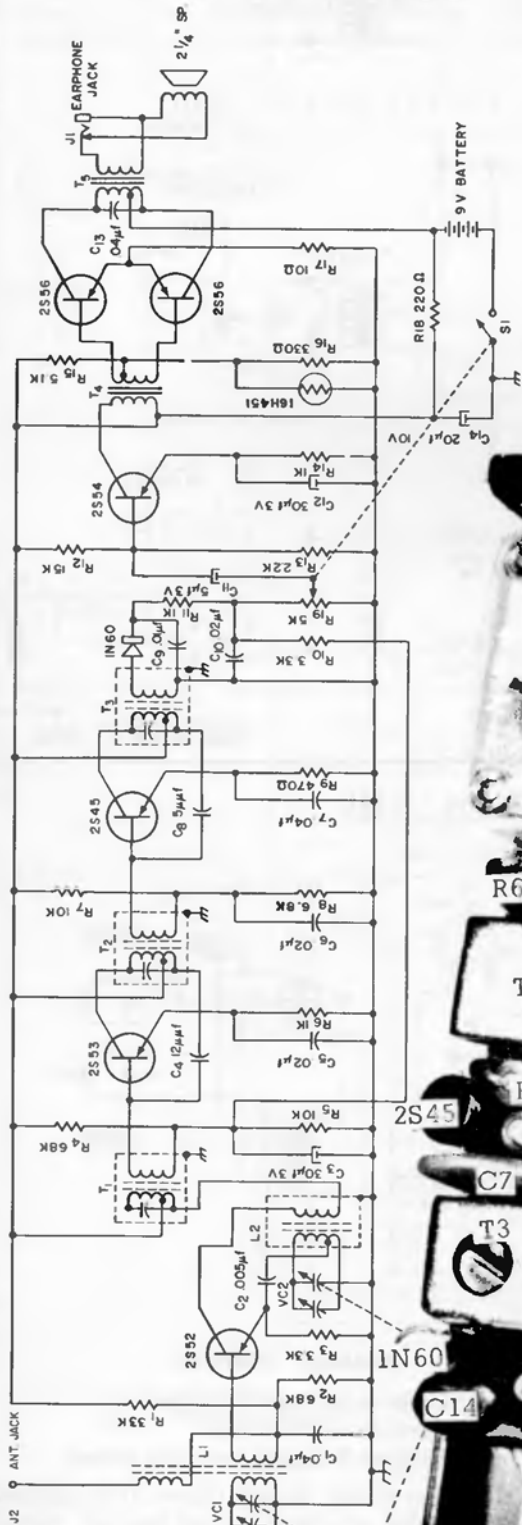 J2
ANT. JACK
L1
VC1
R1 33K
C1 .04µf
R2 68K
2S52
R3 3.3K
C2 .005µf
VC2
L2
T1
R4 68K
C3 30µf 3V
R5 10K
2S53
C4 12µµf
C5 .02µf
R6 1K
T2
R7 10K
C6 .02µf
R8 6.8K
2S45
C8 5µµf
C7 .04µf
R9 470Ω
T3
1N60
C9 .01µf
R11 1K
C10 .02µf
R10 3.3K
R19 5K
C11 5µf 3V
R12 15K
R13 22K
2S54
C12 30µf 3V
R14 1K
T4
R15 5.1K
16H451
R16 330Ω
2S56
2S56
R17 10Ω
C13 .04µf
T5
J1
EARPHONE
JACK
2 1/4" SP.
R18 220Ω
9V BATTERY
C14 20µf
10V
S1
R6
T
2S45
C7
T3
1N60
C14